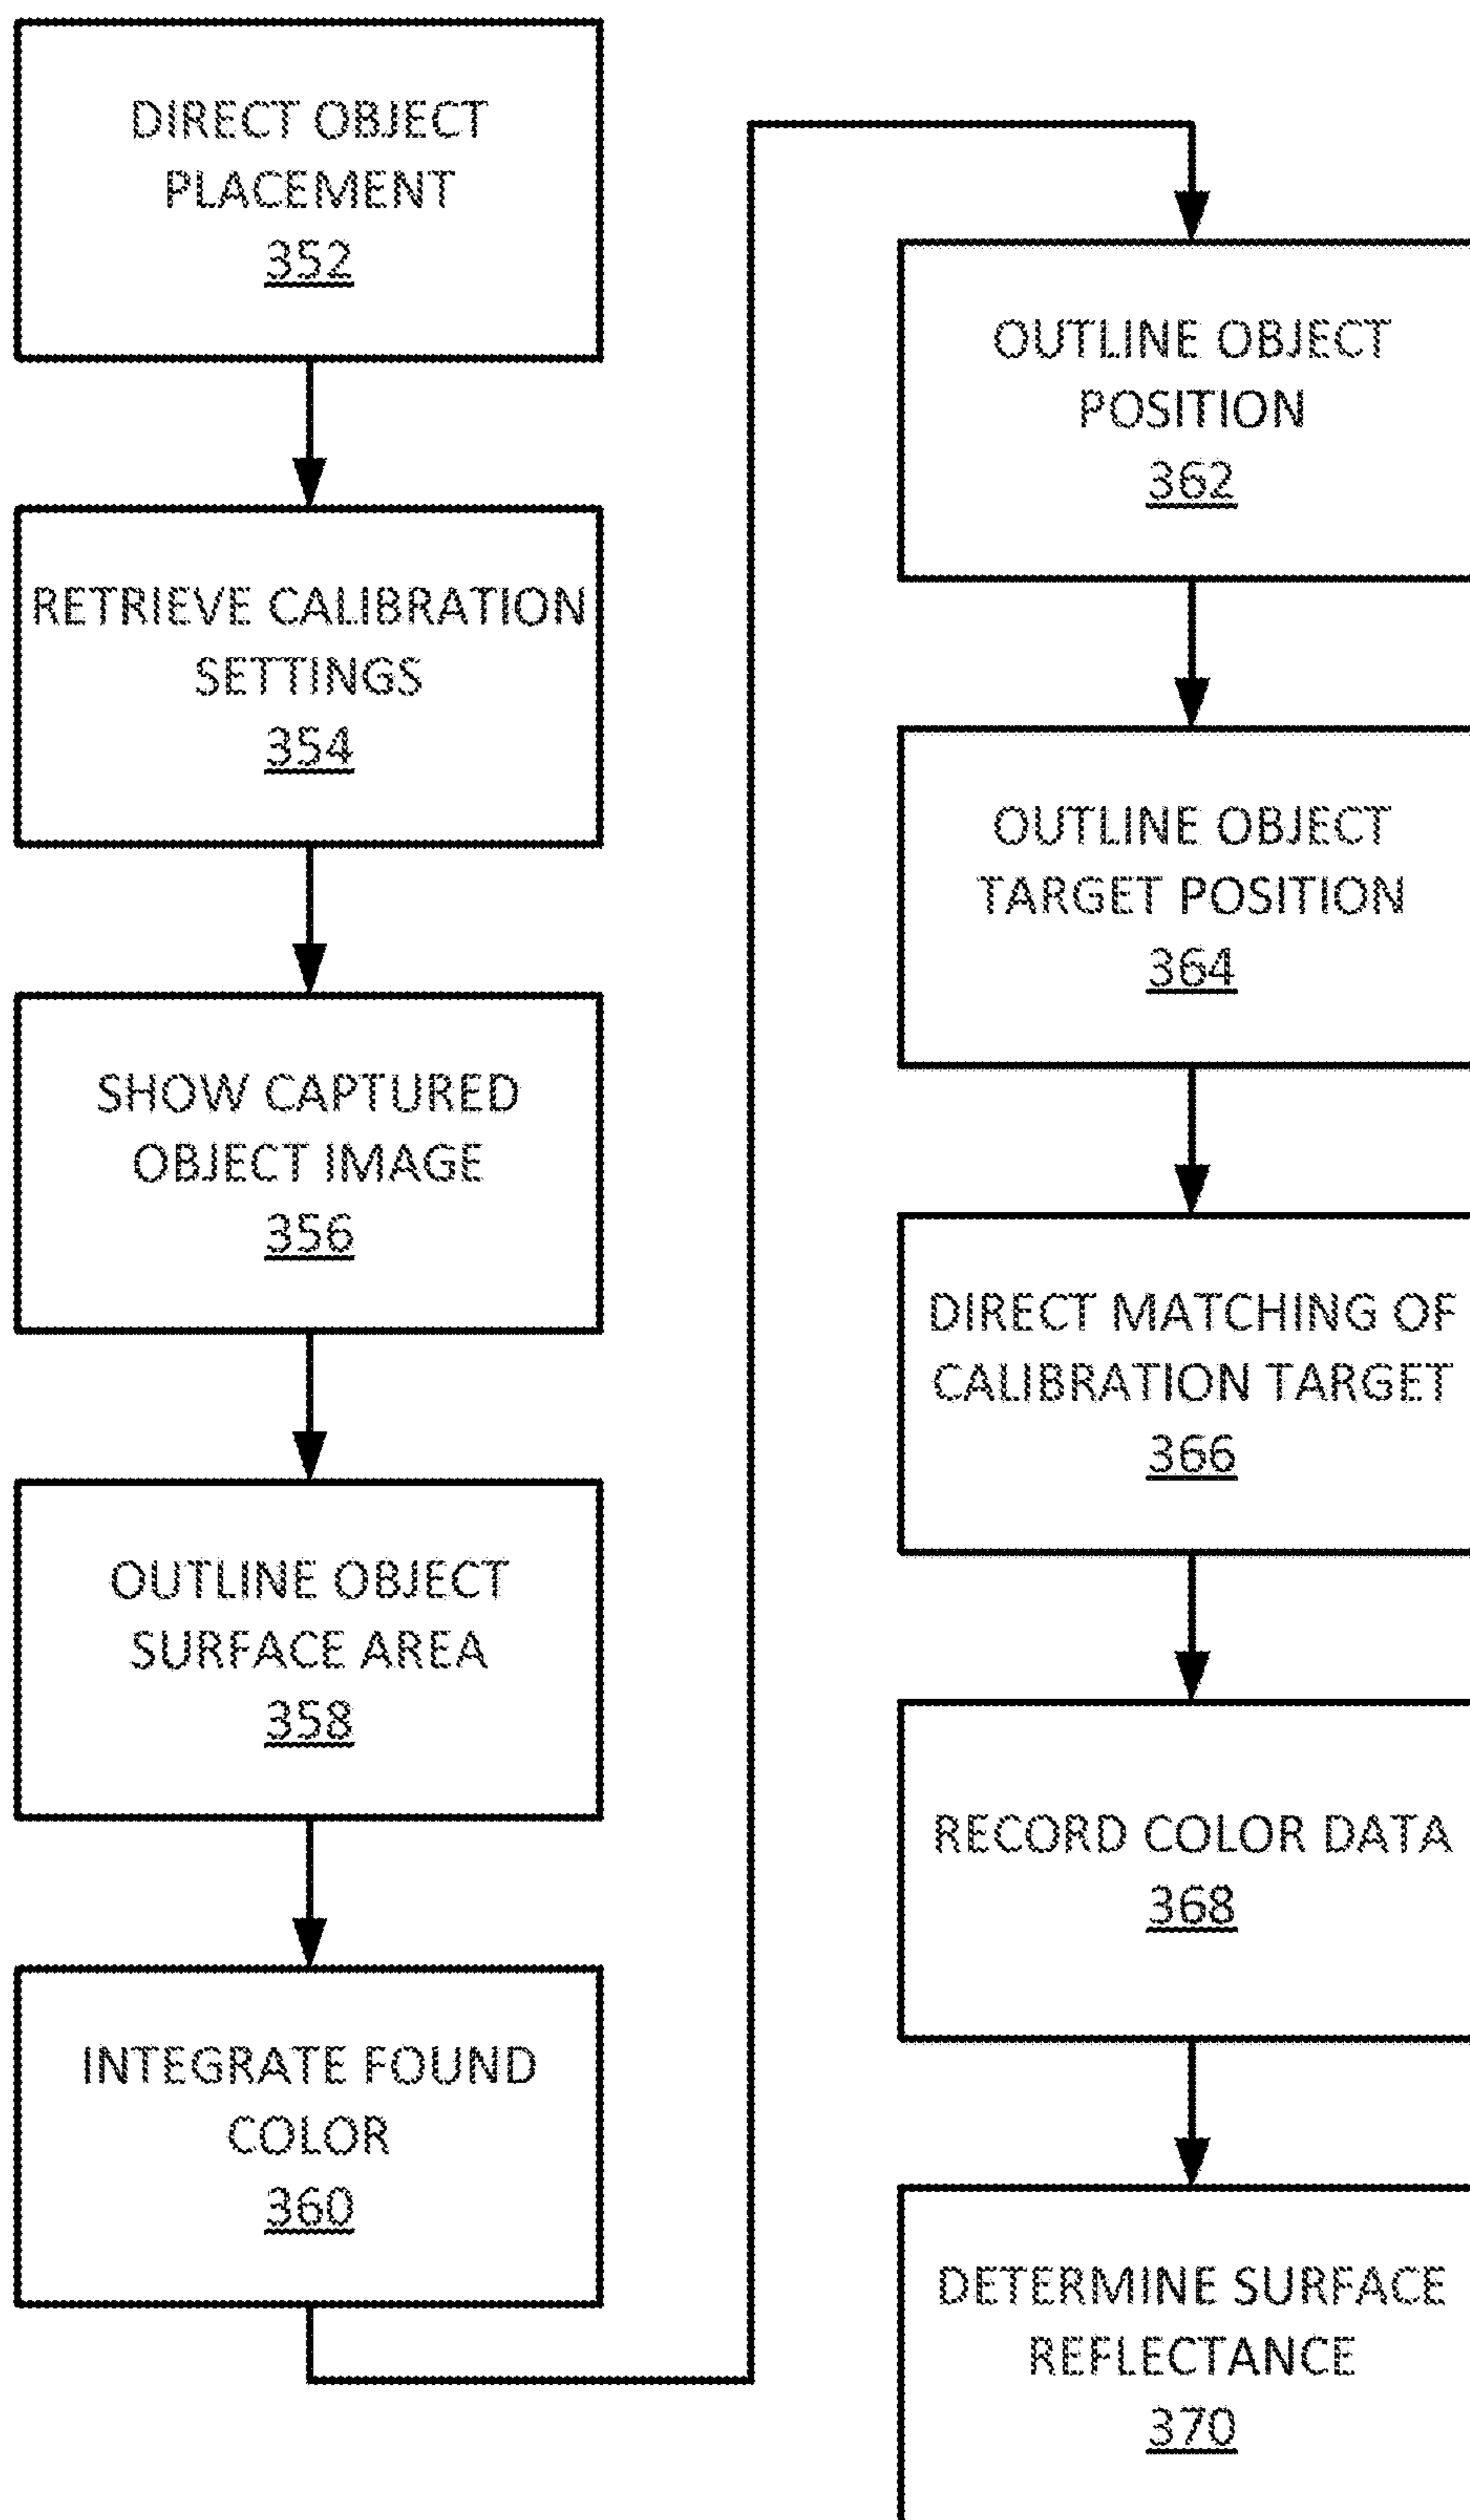 DIRECT OBJECT
PLACEMENT
352
RETRIEVE CALIBRATION
SETTINGS
354
SHOW CAPTURED
OBJECT IMAGE
356
OUTLINE OBJECT
SURFACE AREA
358
INTEGRATE FOUND
COLOR
360
OUTLINE OBJECT
POSITION
362
OUTLINE OBJECT
TARGET POSITION
364
DIRECT MATCHING OF
CALIBRATION TARGET
366
RECORD COLOR DATA
368
DETERMINE SURFACE
REFLECTANCE
370